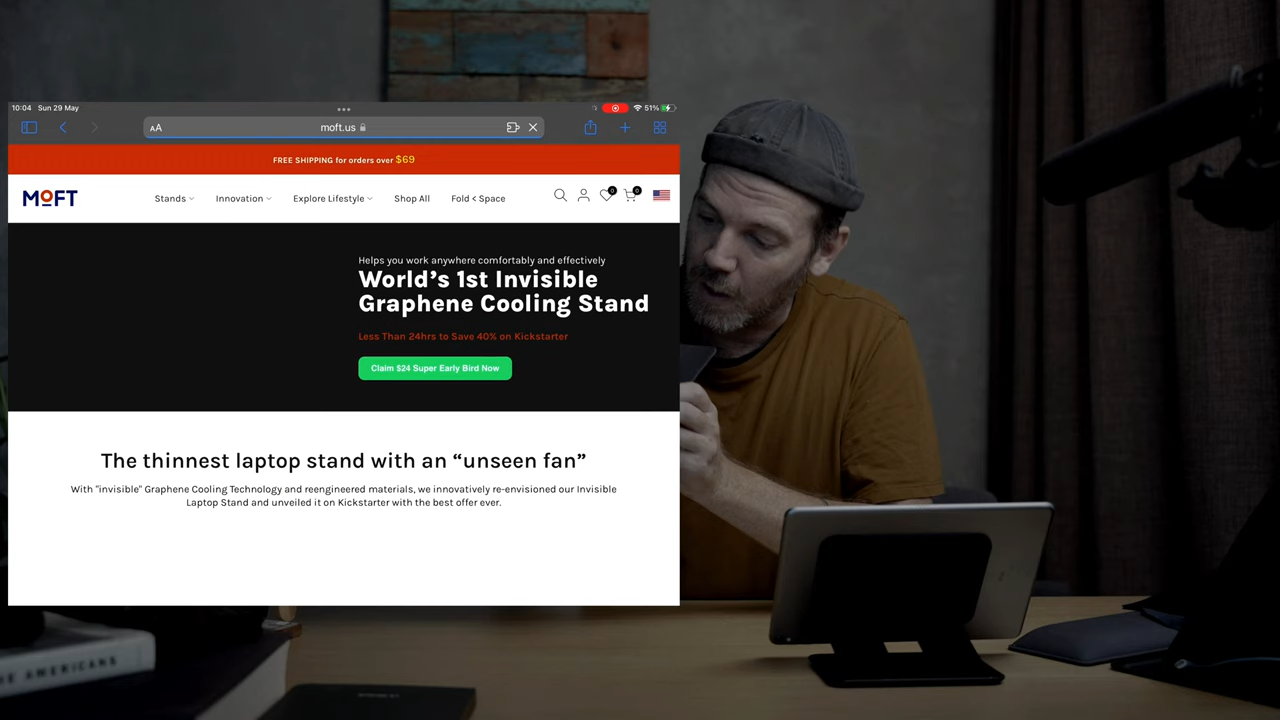 10:04 Sun 29 May
51%
AA
moft.us
FREE SHIPPING for orders over $69
MOFT
Stands
Innovation
Explore Lifestyle
Shop All
Fold < Space
0
0
Helps you work anywhere comfortably and effectively
World’s 1st Invisible
Graphene Cooling Stand
Less Than 24hrs to Save 40% on Kickstarter
Claim $24 Super Early Bird Now
The thinnest laptop stand with an “unseen fan”
With "invisible" Graphene Cooling Technology and reengineered materials, we innovatively re-envisioned our Invisible
Laptop Stand and unveiled it on Kickstarter with the best offer ever.
THE AMERICANS